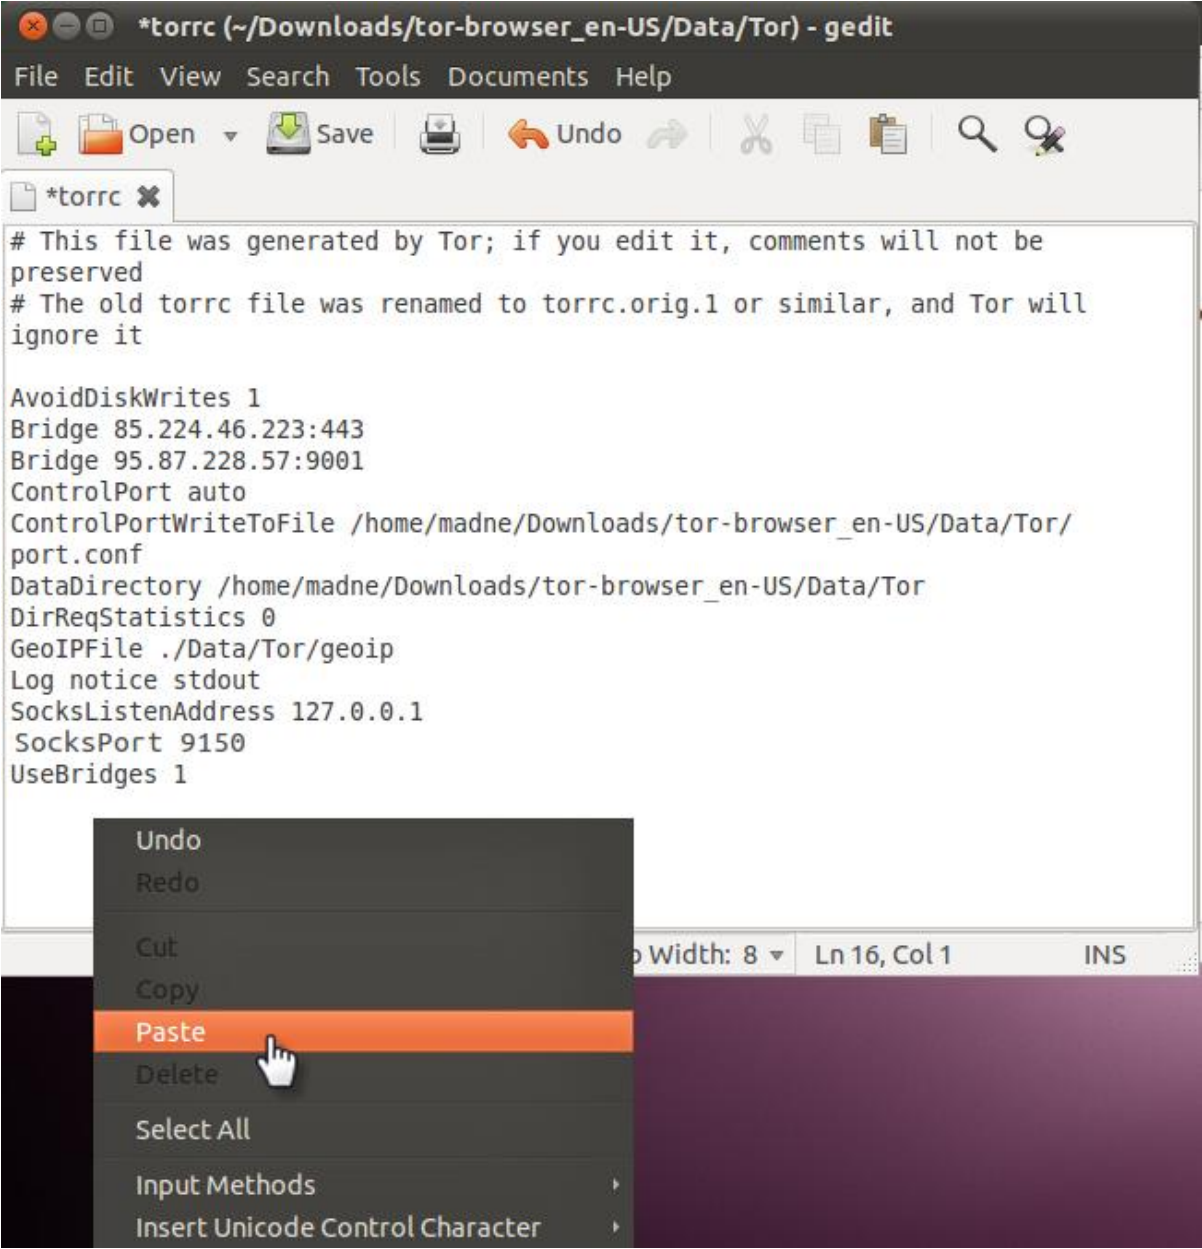 *torrc (~/Downloads/tor-browser_en-US/Data/Tor) - gedit
File Edit View Search Tools Documents Help
Open Save Undo
*torrc
# This file was generated by Tor; if you edit it, comments will not be
preserved
# The old torrc file was renamed to torrc.orig.1 or similar, and Tor will
ignore it
AvoidDiskWrites 1
Bridge 85.224.46.223:443
Bridge 95.87.228.57:9001
ControlPort auto
ControlPortWriteToFile /home/madne/Downloads/tor-browser_en-US/Data/Tor/
port.conf
DataDirectory /home/madne/Downloads/tor-browser_en-US/Data/Tor
DirReqStatistics 0
GeoIPFile ./Data/Tor/geoip
Log notice stdout
SocksListenAddress 127.0.0.1
SocksPort 9150
UseBridges 1
Undo
Redo
Cut
Width: 8 Ln 16, Col 1 INS
Copy
Paste
Delete
Select All
Input Methods
Insert Unicode Control Character